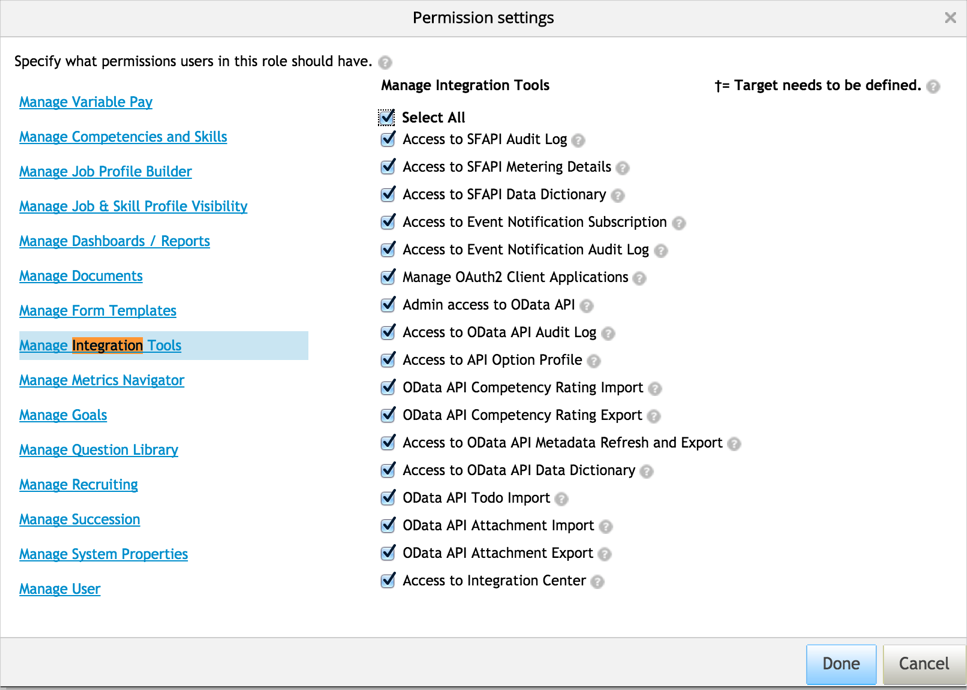 Permission settings
Specify what permissions users in this role should have. ?
Manage Variable Pay
Manage Competencies and Skills
Manage Job Profile Builder
Manage Job & Skill Profile Visibility
Manage Dashboards / Reports
Manage Documents
Manage Form Templates
Manage Integration Tools
Manage Metrics Navigator
Manage Goals
Manage Question Library
Manage Recruiting
Manage Succession
Manage System Properties
Manage User
Manage Integration Tools
†= Target needs to be defined. ?
Select All
Access to SFAPI Audit Log ?
Access to SFAPI Metering Details ?
Access to SFAPI Data Dictionary ?
Access to Event Notification Subscription ?
Access to Event Notification Audit Log ?
Manage OAuth2 Client Applications ?
Admin access to OData API ?
Access to OData API Audit Log ?
Access to API Option Profile ?
OData API Competency Rating Import ?
OData API Competency Rating Export ?
Access to OData API Metadata Refresh and Export ?
Access to OData API Data Dictionary ?
OData API Todo Import ?
OData API Attachment Import ?
OData API Attachment Export ?
Access to Integration Center ?
Done
Cancel